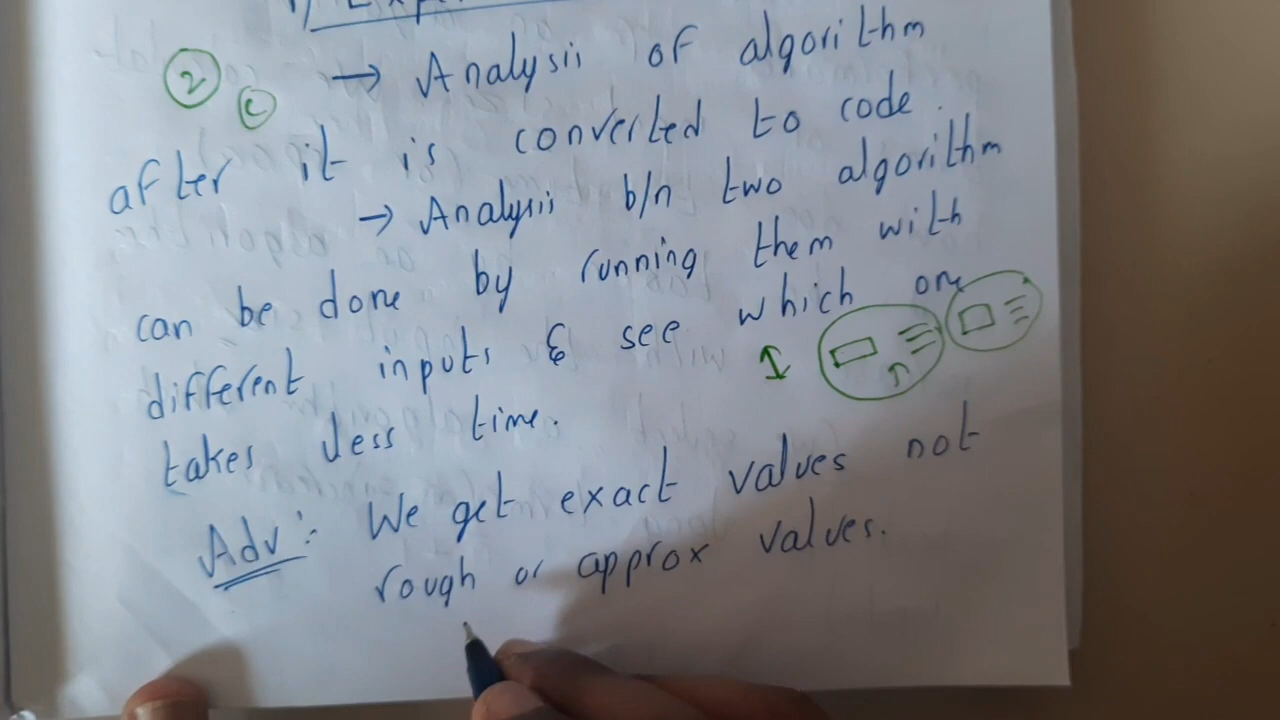 → Analysis of algorithm
2 C
after it is converted to code.
→ Analysis b/n two algorithm
can be done by running them with
different inputs & see which one
takes less time.
Adv: We get exact values not
rough or approx values.